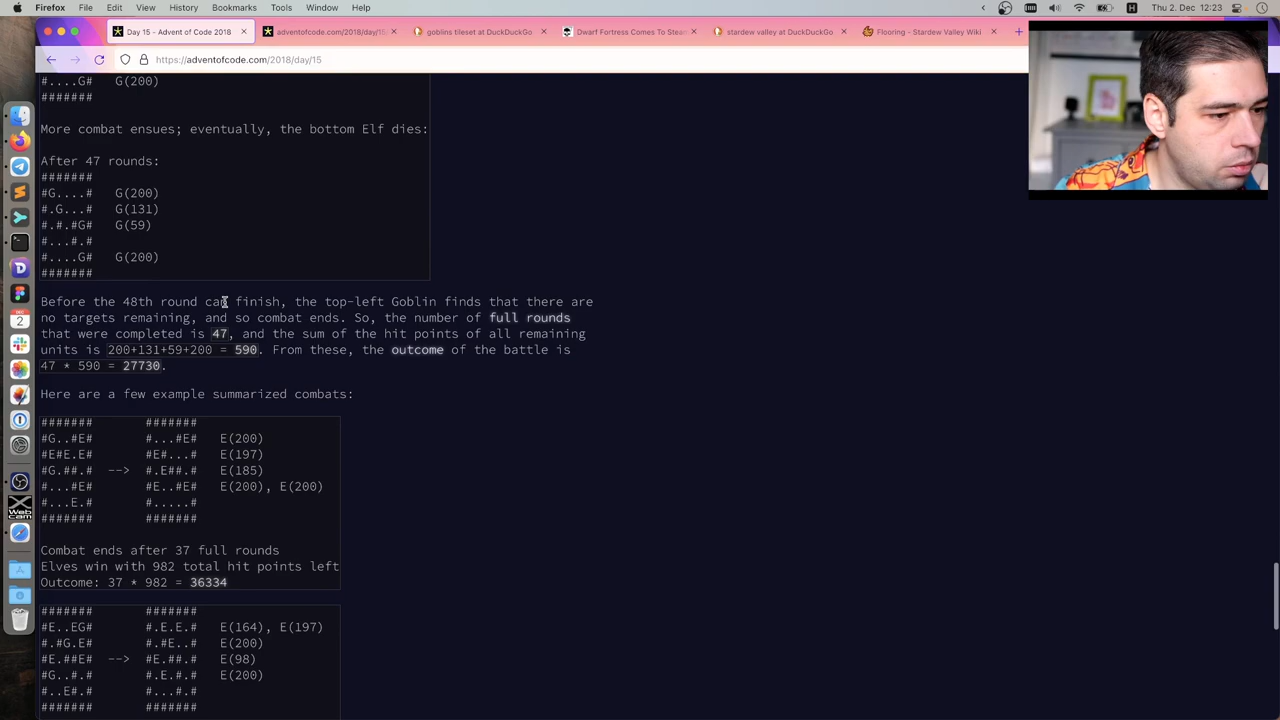 Firefox File Edit View History Bookmarks Tools Window Help Thu 2. Dec 12:23
Day 15 - Advent of Code 2018 adventofcode.com/2018/day/15 goblins tileset at DuckDuckGo Dwarf Fortress Comes To Steam stardew valley at DuckDuckGo Flooring - Stardew Valley Wiki
https://adventofcode.com/2018/day/15
#....G# G(200)
#######
More combat ensues; eventually, the bottom Elf dies:
After 47 rounds:
#######
#G....# G(200)
#.G...# G(131)
#.#.#G# G(59)
#...#.#
#....G# G(200)
#######
Before the 48th round can finish, the top-left Goblin finds that there are
no targets remaining, and so combat ends. So, the number of full rounds
that were completed is 47, and the sum of the hit points of all remaining
units is 200+131+59+200 = 590. From these, the outcome of the battle is
47 * 590 = 27730.
Here are a few example summarized combats:
####### #######
#G..#E# #...#E# E(200)
#E#E.E# #E#...# E(197)
#G.##.# --> #.E##.# E(185)
#...#E# #E..#E# E(200), E(200)
#...E.# #.....#
####### #######
Combat ends after 37 full rounds
Elves win with 982 total hit points left
Outcome: 37 * 982 = 36334
####### #######
#E..EG# #.E.E.# E(164), E(197)
#.#G.E# #.#E..# E(200)
#E.##E# --> #E.##.# E(98)
#G..#.# #.E.#.# E(200)
#..E#.# #...#.#
####### #######